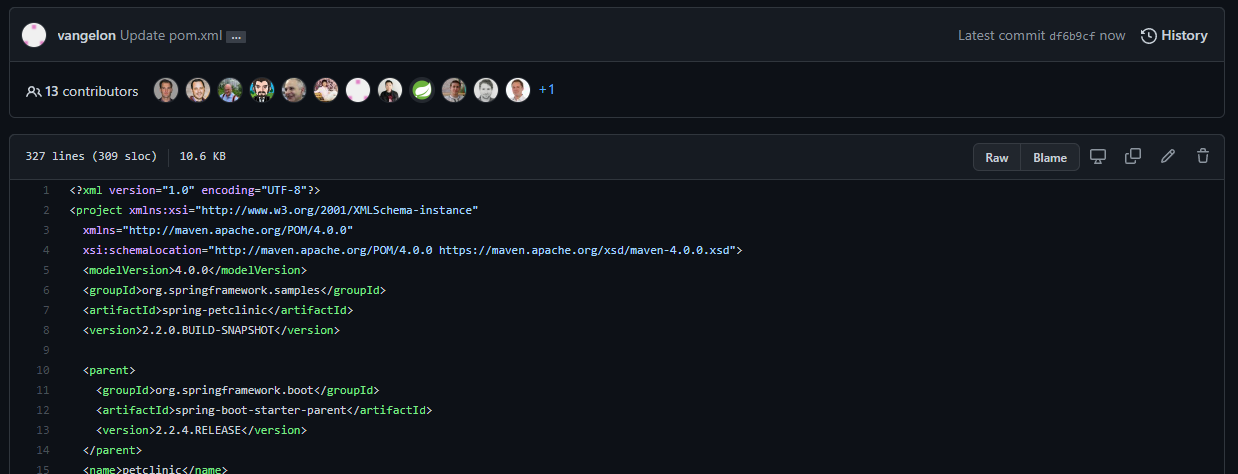 vangelon Update pom.xml ...
Latest commit df6b9cf now History
13 contributors +1
327 lines (309 sloc) 10.6 KB
Raw Blame
1 <?xml version="1.0" encoding="UTF-8"?>
2 <project xmlns:xsi="http://www.w3.org/2001/XMLSchema-instance"
3 xmlns="http://maven.apache.org/POM/4.0.0"
4 xsi:schemaLocation="http://maven.apache.org/POM/4.0.0 https://maven.apache.org/xsd/maven-4.0.0.xsd">
5 <modelVersion>4.0.0</modelVersion>
6 <groupId>org.springframework.samples</groupId>
7 <artifactId>spring-petclinic</artifactId>
8 <version>2.2.0.BUILD-SNAPSHOT</version>
9
10 <parent>
11 <groupId>org.springframework.boot</groupId>
12 <artifactId>spring-boot-starter-parent</artifactId>
13 <version>2.2.4.RELEASE</version>
14 </parent>
15 <name>petclinic</name>